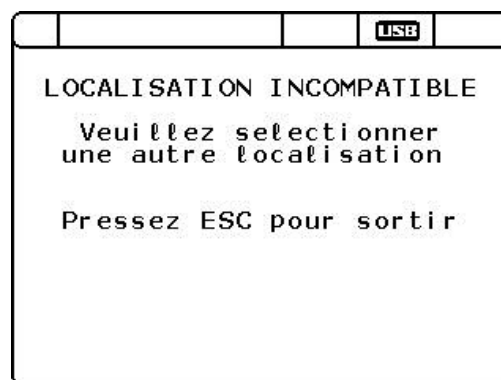 USB
LOCALISATION INCOMPATIBLE
Veuillez selectionner
une autre localisation
Pressez ESC pour sortir